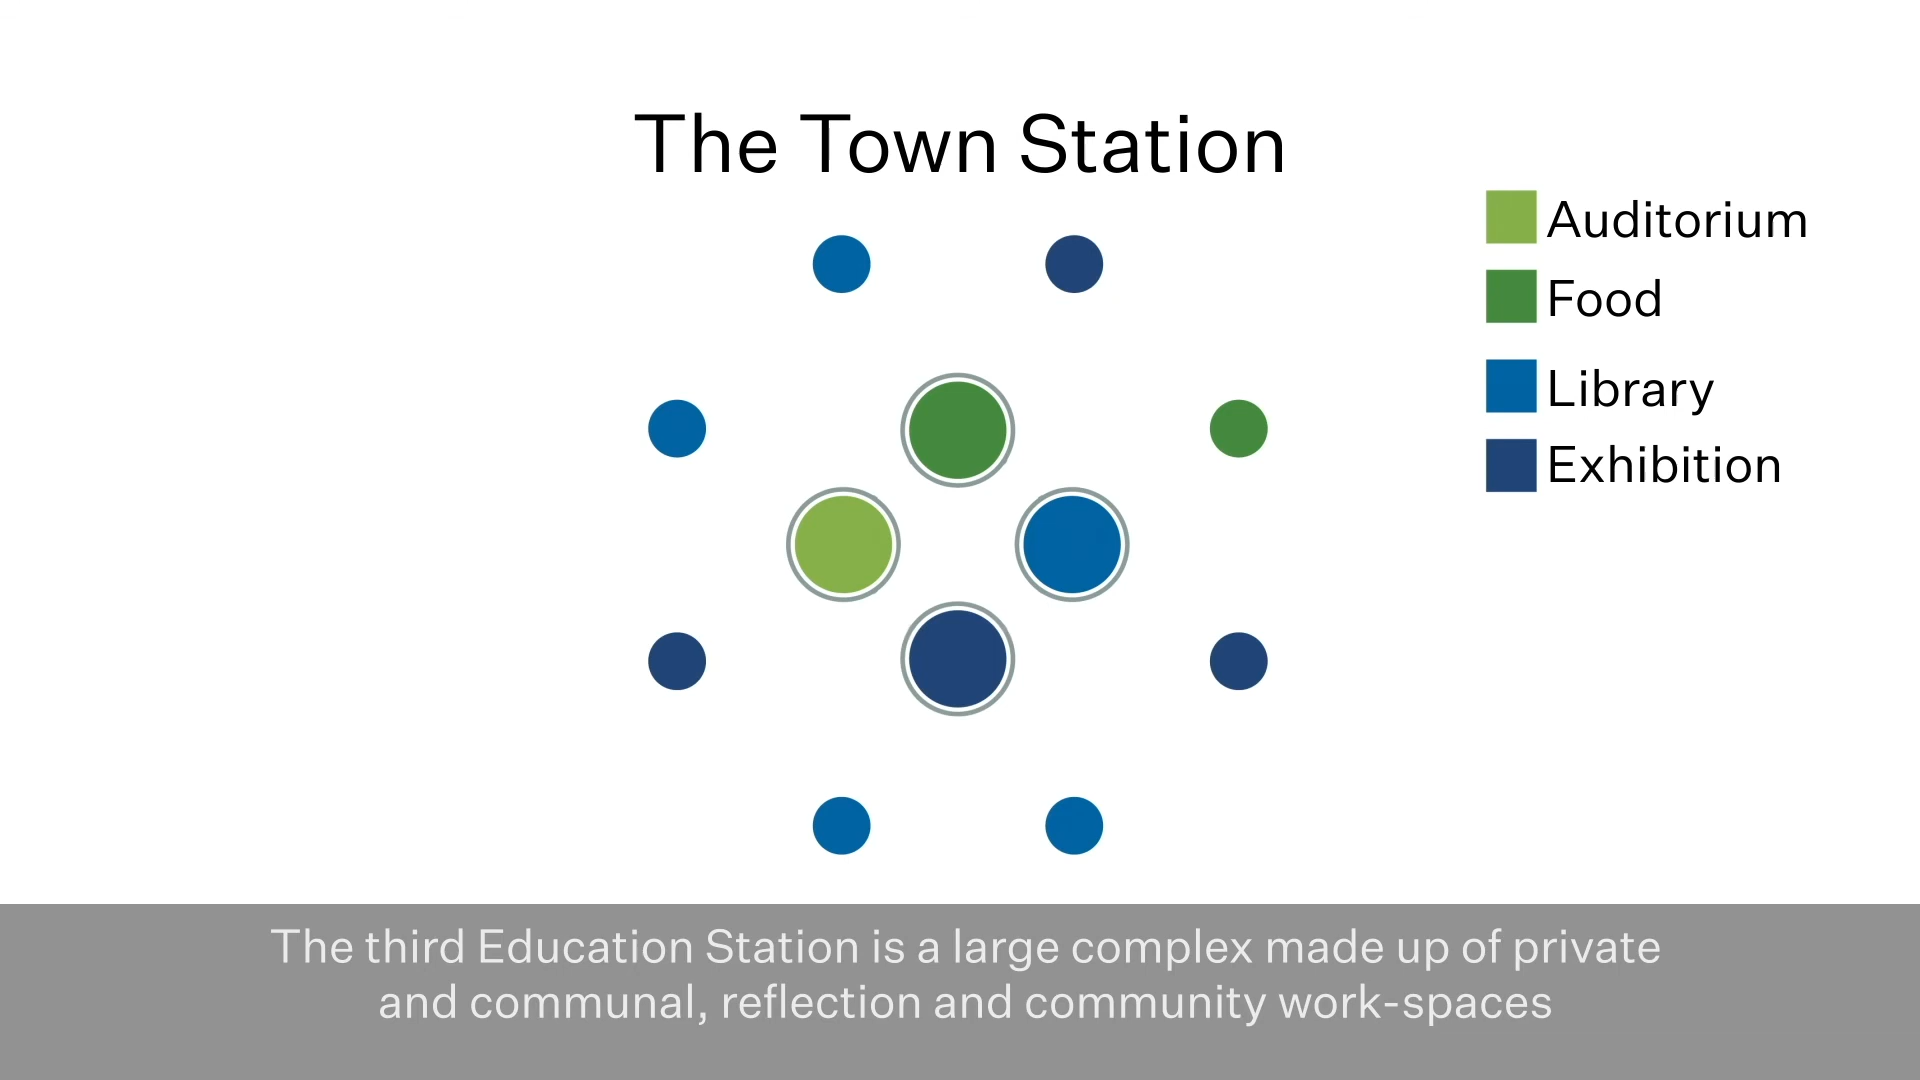 The Town Station
Auditorium
Food
Library
Exhibition
The third Education Station is a large complex made up of private
and communal, reflection and community work-spaces